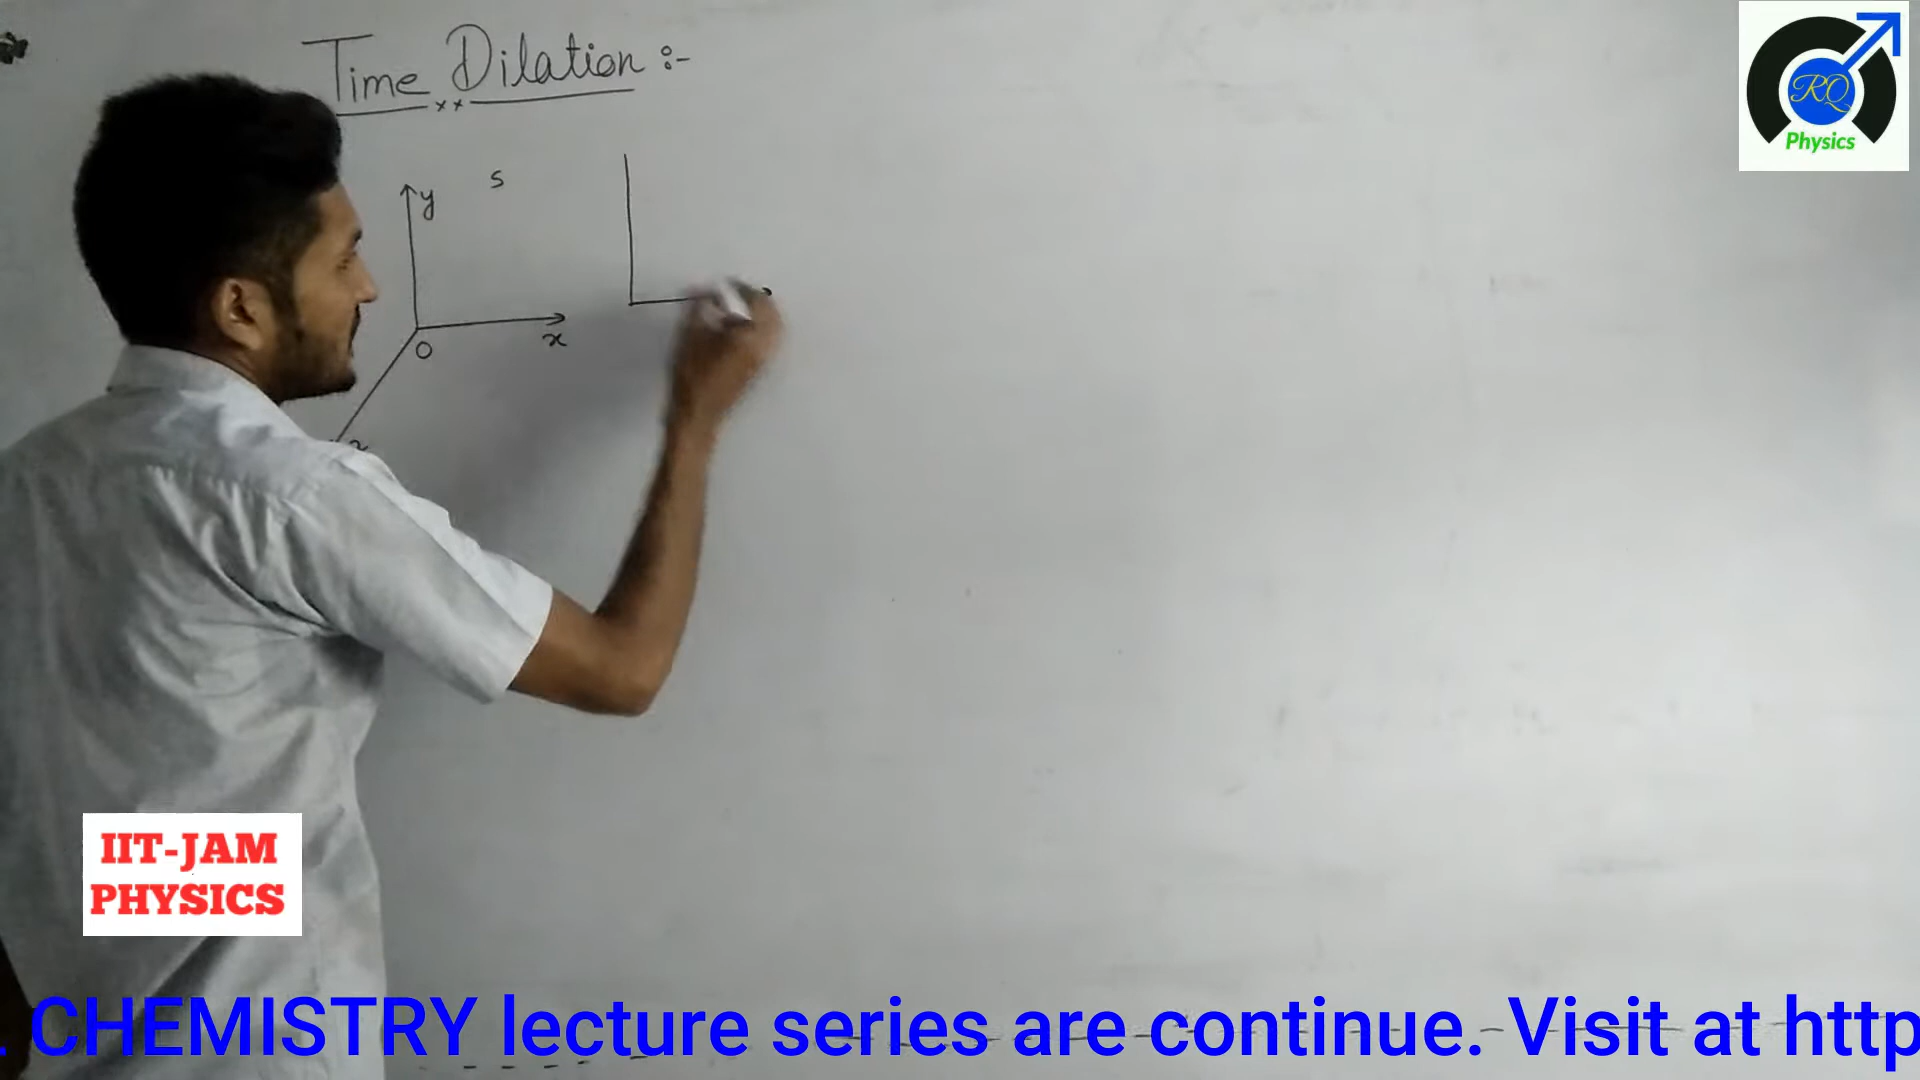 Time Dilation :-
y
S
x
O
z
RQ
Physics
IIT-JAM
PHYSICS
. CHEMISTRY lecture series are continue. Visit at http